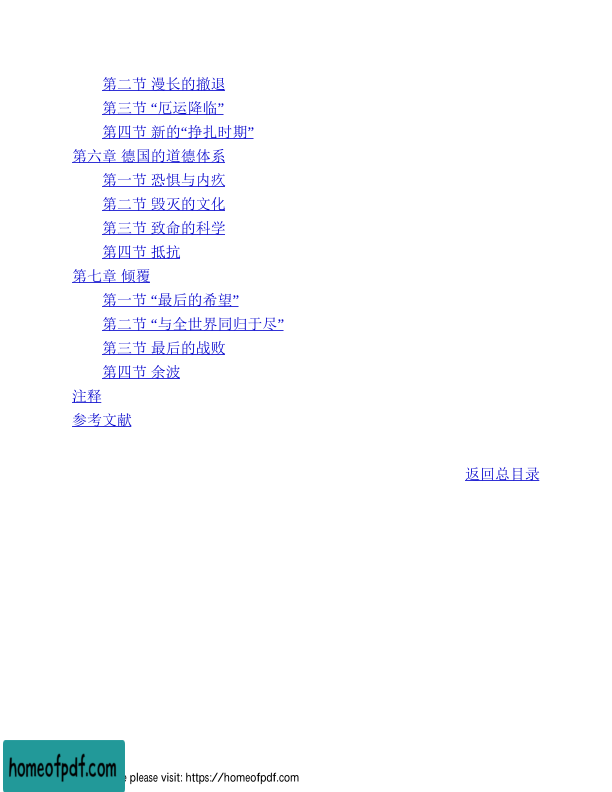 第二节 漫长的撤退
第三节 “厄运降临”
第四节 新的“挣扎时期”
第六章 德国的道德体系
第一节 恐惧与内疚
第二节 毁灭的文化
第三节 致命的科学
第四节 抵抗
第七章 倾覆
第一节 “最后的希望”
第二节 “与全世界同归于尽”
第三节 最后的战败
第四节 余波
注释
参考文献
返回总目录
homeofpdf.com
please visit: https://homeofpdf.com